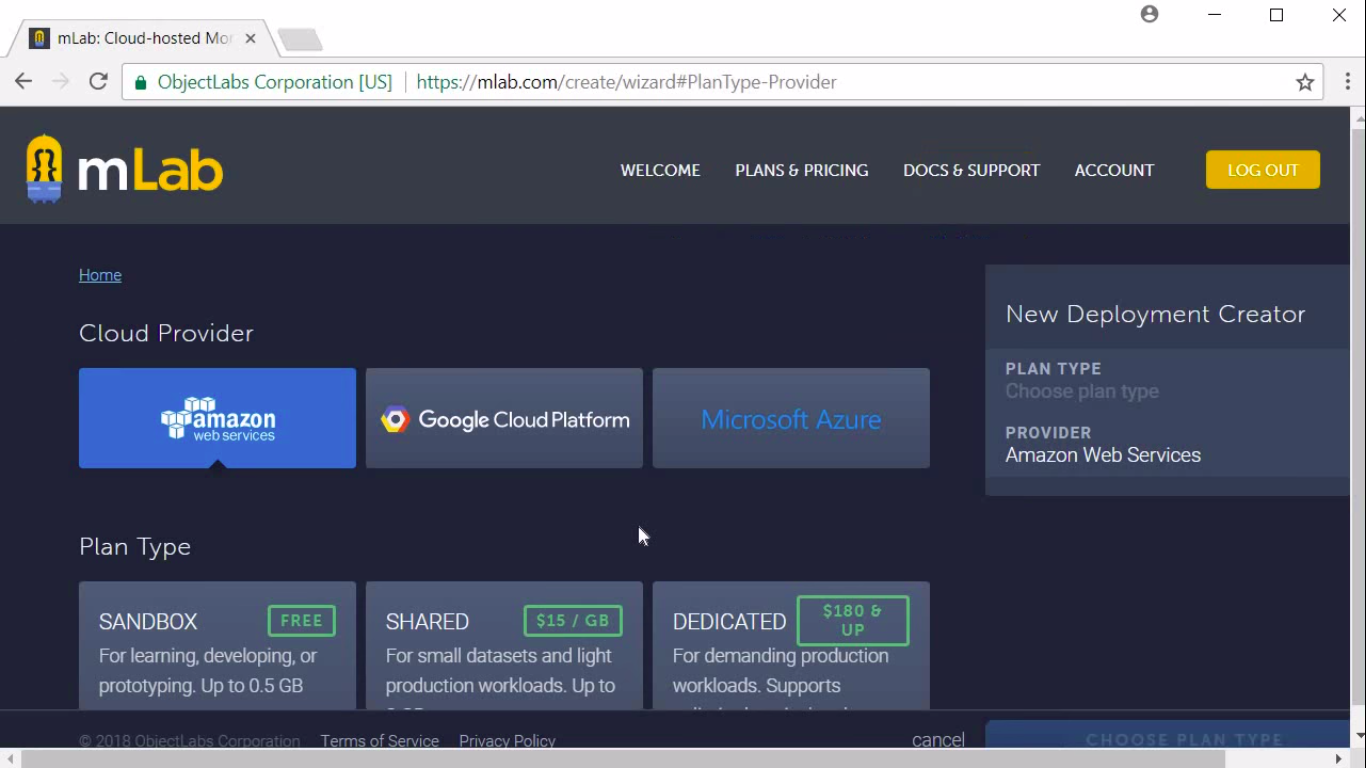 mLab: Cloud-hosted Mor
ObjectLabs Corporation [US]
https://mlab.com/create/wizard#PlanType-Provider
mLab
WELCOME
PLANS & PRICING
DOCS & SUPPORT
ACCOUNT
LOG OUT
Home
Cloud Provider
amazon
web services
Google Cloud Platform
Microsoft Azure
Plan Type
SANDBOX
FREE
For learning, developing, or
prototyping. Up to 0.5 GB
SHARED
$15 / GB
For small datasets and light
production workloads. Up to
DEDICATED
$180 &
UP
For demanding production
workloads. Supports
New Deployment Creator
PLAN TYPE
Choose plan type
PROVIDER
Amazon Web Services
© 2018 ObjectLabs Corporation
Terms of Service
Privacy Policy
cancel
CHOOSE PLAN TYPE